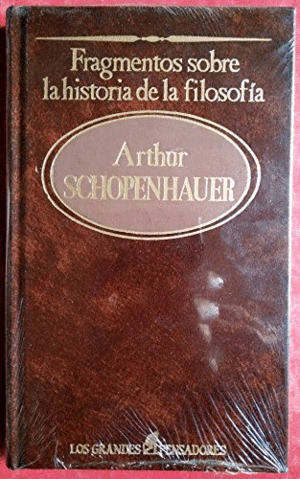 Fragmentos sobre
la historia de la filosofía
Arthur
SCHOPENHAUER
LOS GRANDES PENSADORES